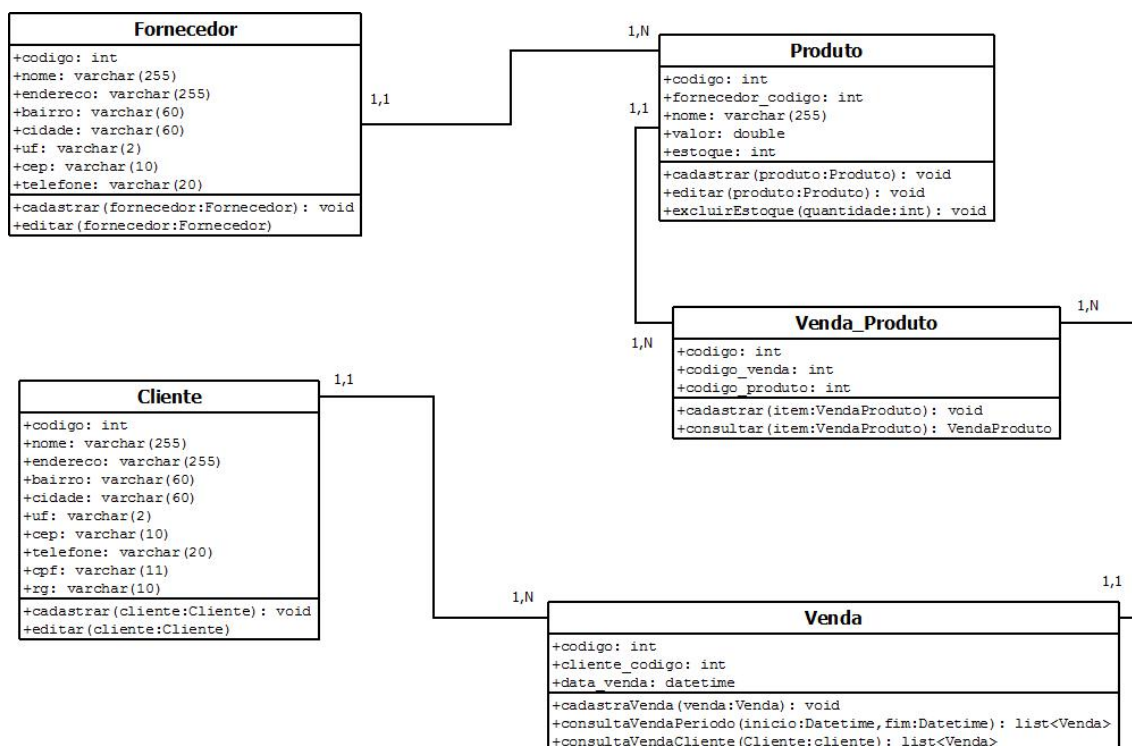 Fornecedor
+codigo: int
+nome: varchar(255)
+endereco: varchar(255)
+bairro: varchar(60)
+cidade: varchar(60)
+uf: varchar(2)
+cep: varchar(10)
+telefone: varchar(20)
+cadastrar(fornecedor:Fornecedor): void
+editar(fornecedor:Fornecedor)
1,1
1,N
Produto
+codigo: int
+fornecedor_codigo: int
+nome: varchar(255)
+valor: double
+estoque: int
+cadastrar(produto:Produto): void
+editar(produto:Produto): void
+excluirEstoque(quantidade:int): void
1,1
1,N
Venda_Produto
+codigo: int
+codigo_venda: int
+codigo_produto: int
+cadastrar(item:VendaProduto): void
+consultar(item:VendaProduto): VendaProduto
1,N
Cliente
+codigo: int
+nome: varchar(255)
+endereco: varchar(255)
+bairro: varchar(60)
+cidade: varchar(60)
+uf: varchar(2)
+cep: varchar(10)
+telefone: varchar(20)
+cpf: varchar(11)
+rg: varchar(10)
+cadastrar(cliente:Cliente): void
+editar(cliente:Cliente)
1,1
1,N
1,1
Venda
+codigo: int
+cliente_codigo: int
+data_venda: datetime
+cadastraVenda(venda:Venda): void
+consultaVendaPeriodo(inicio:Datetime,fim:Datetime): list<Venda>
+consultaVendaCliente(Cliente:cliente): list<Venda>